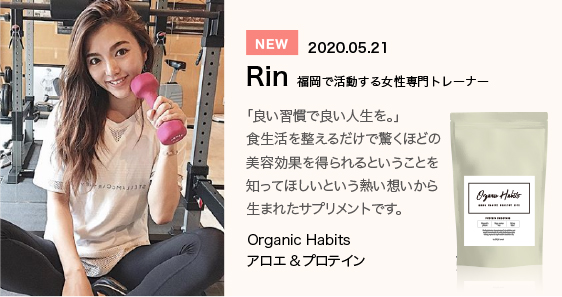 NEW 2020.05.21
Rin 福岡で活動する女性専門トレーナー
「良い習慣で良い人生を。」
食生活を整えるだけで驚くほどの
美容効果を得られるということを
知ってほしいという熱い想いから
生まれたサプリメントです。
Organic Habits
アロエ&プロテイン
Organic Habits